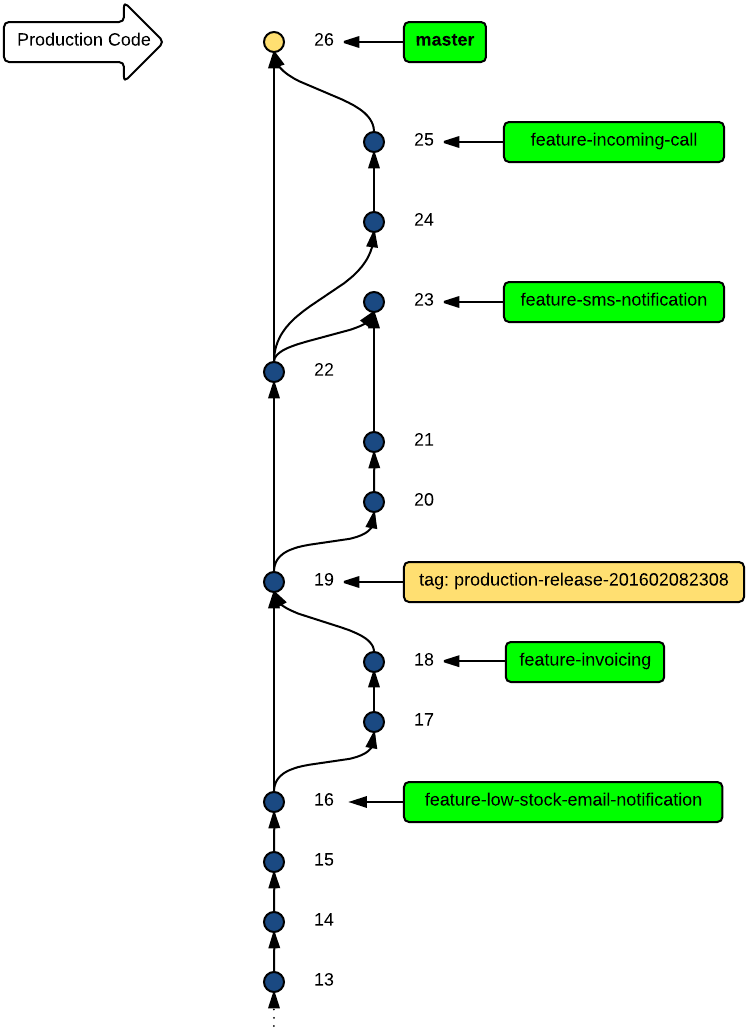 Production Code
26
master
25
feature-incoming-call
24
23
feature-sms-notification
22
21
20
19
tag: production-release-201602082308
18
feature-invoicing
17
16
feature-low-stock-email-notification
15
14
13